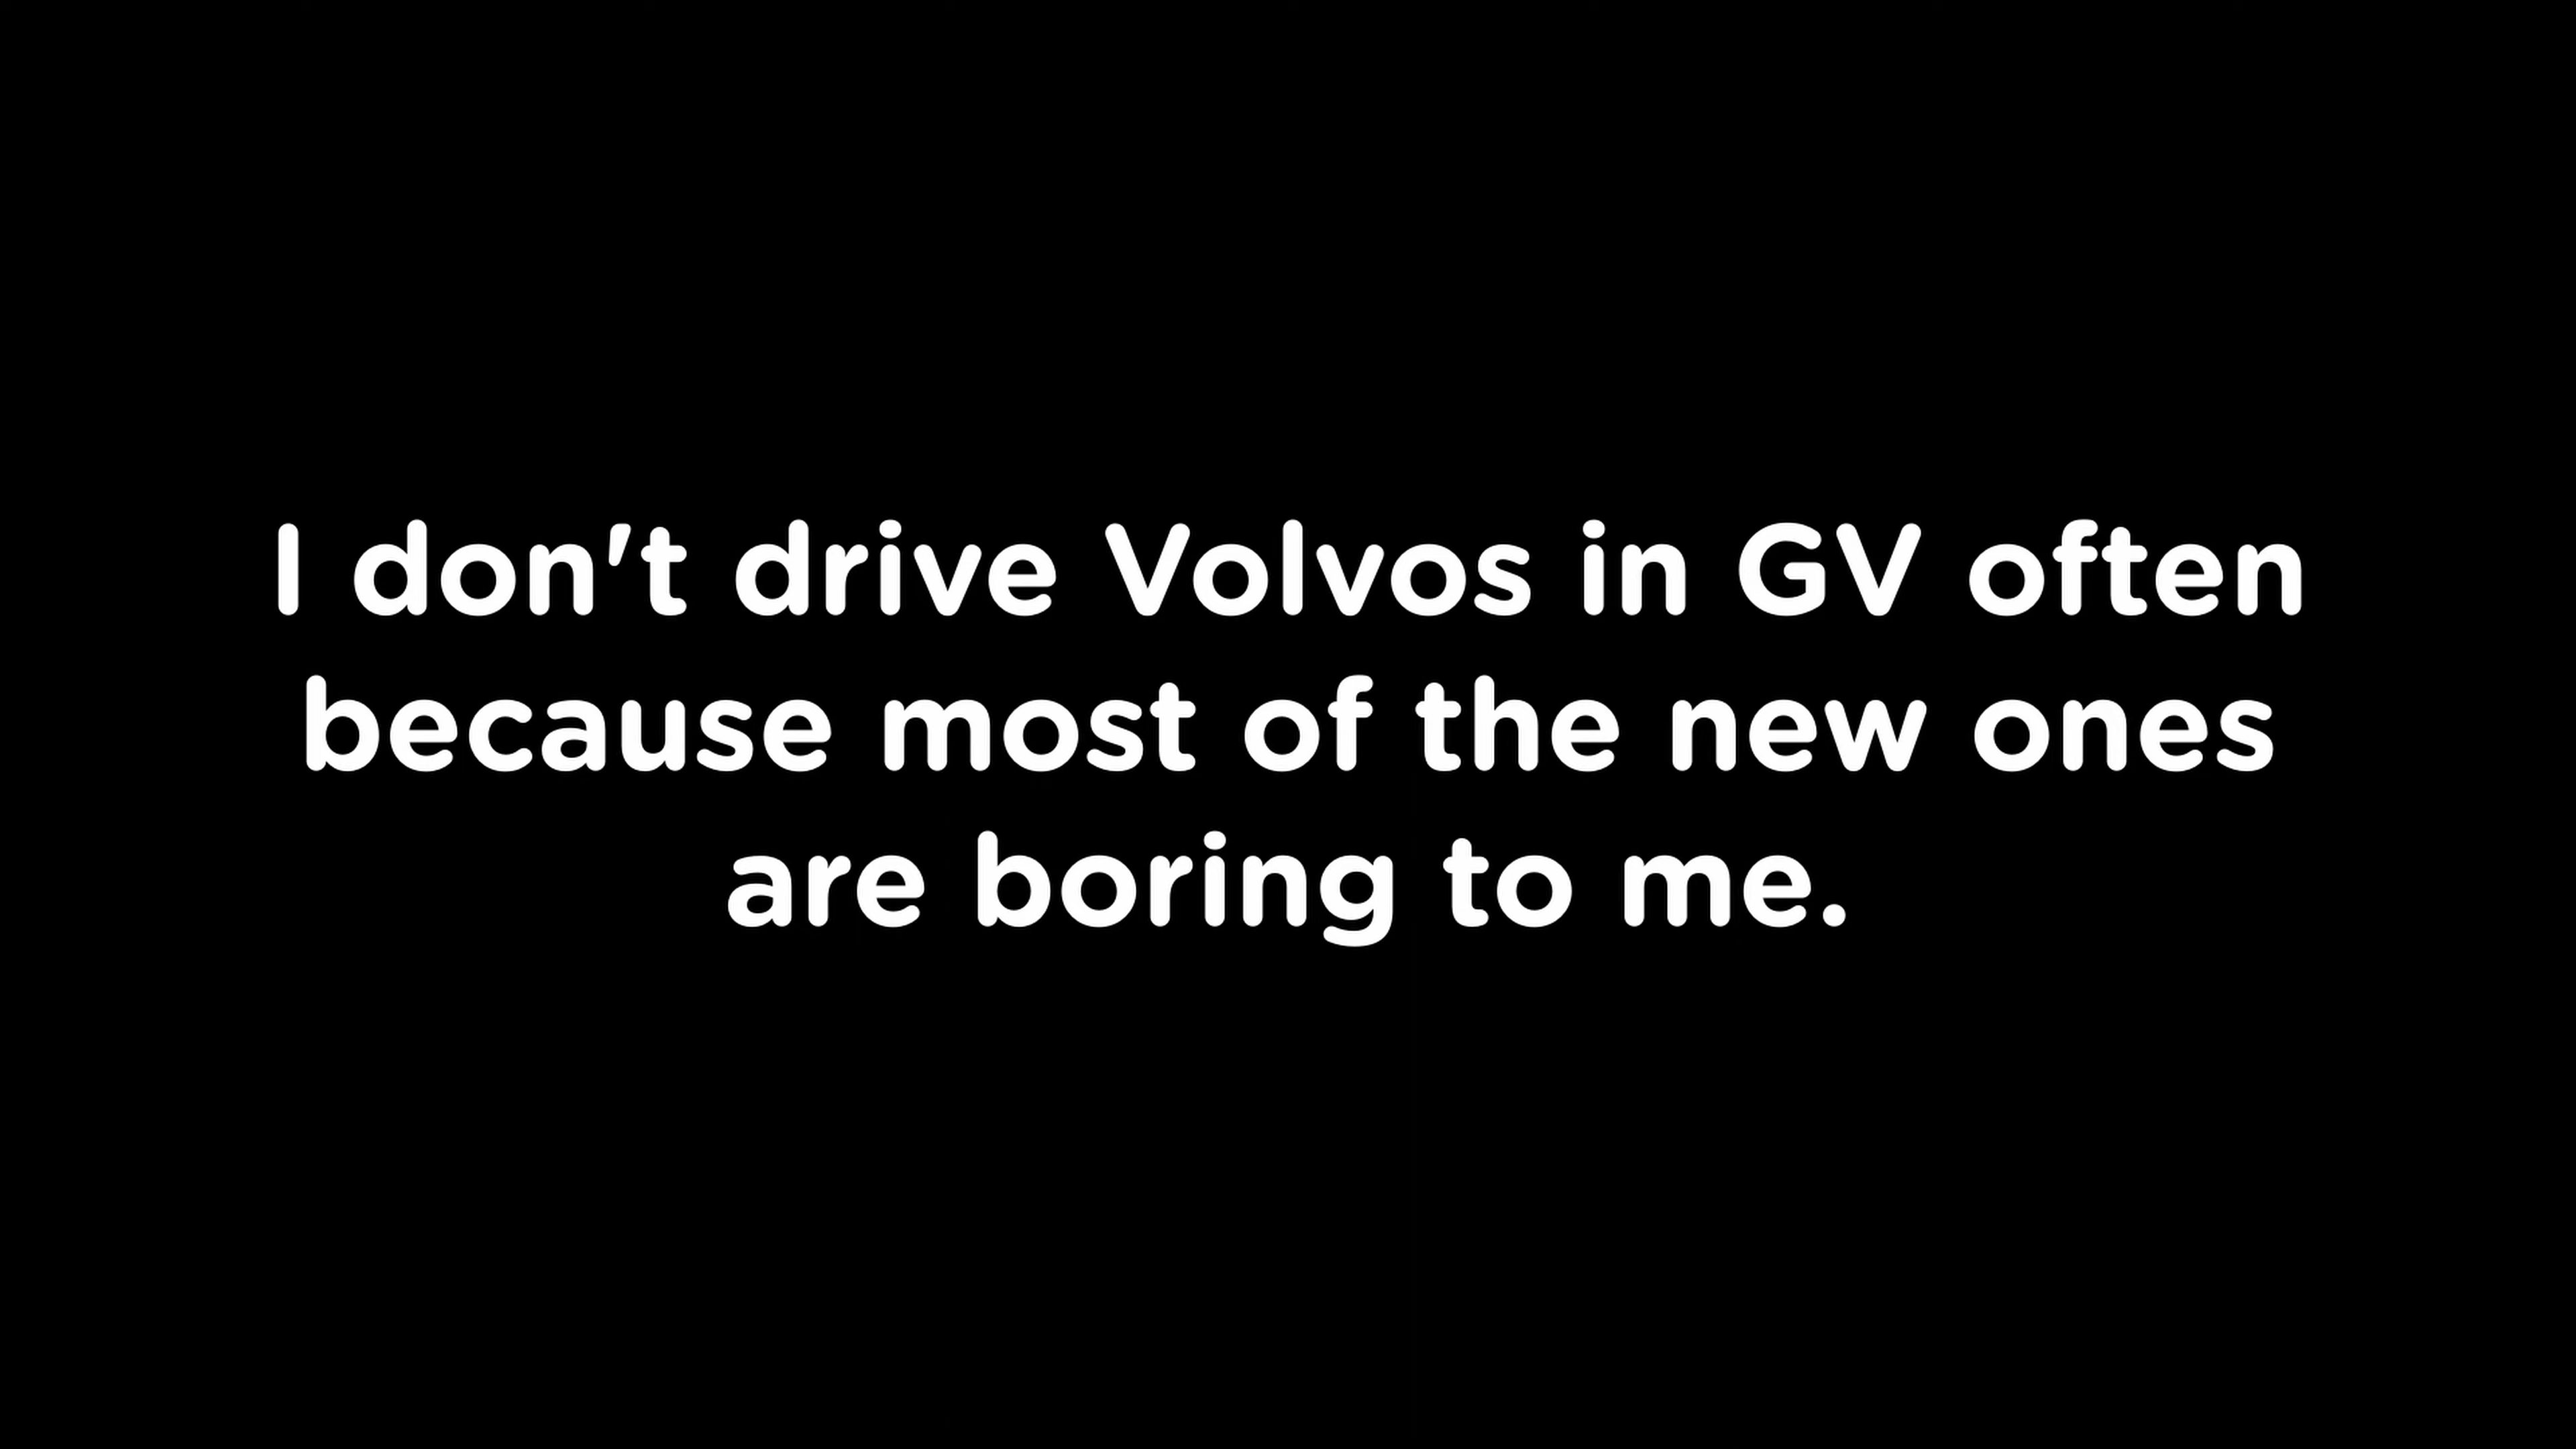 I don't drive Volvos in GV often
because most of the new ones
are boring to me.